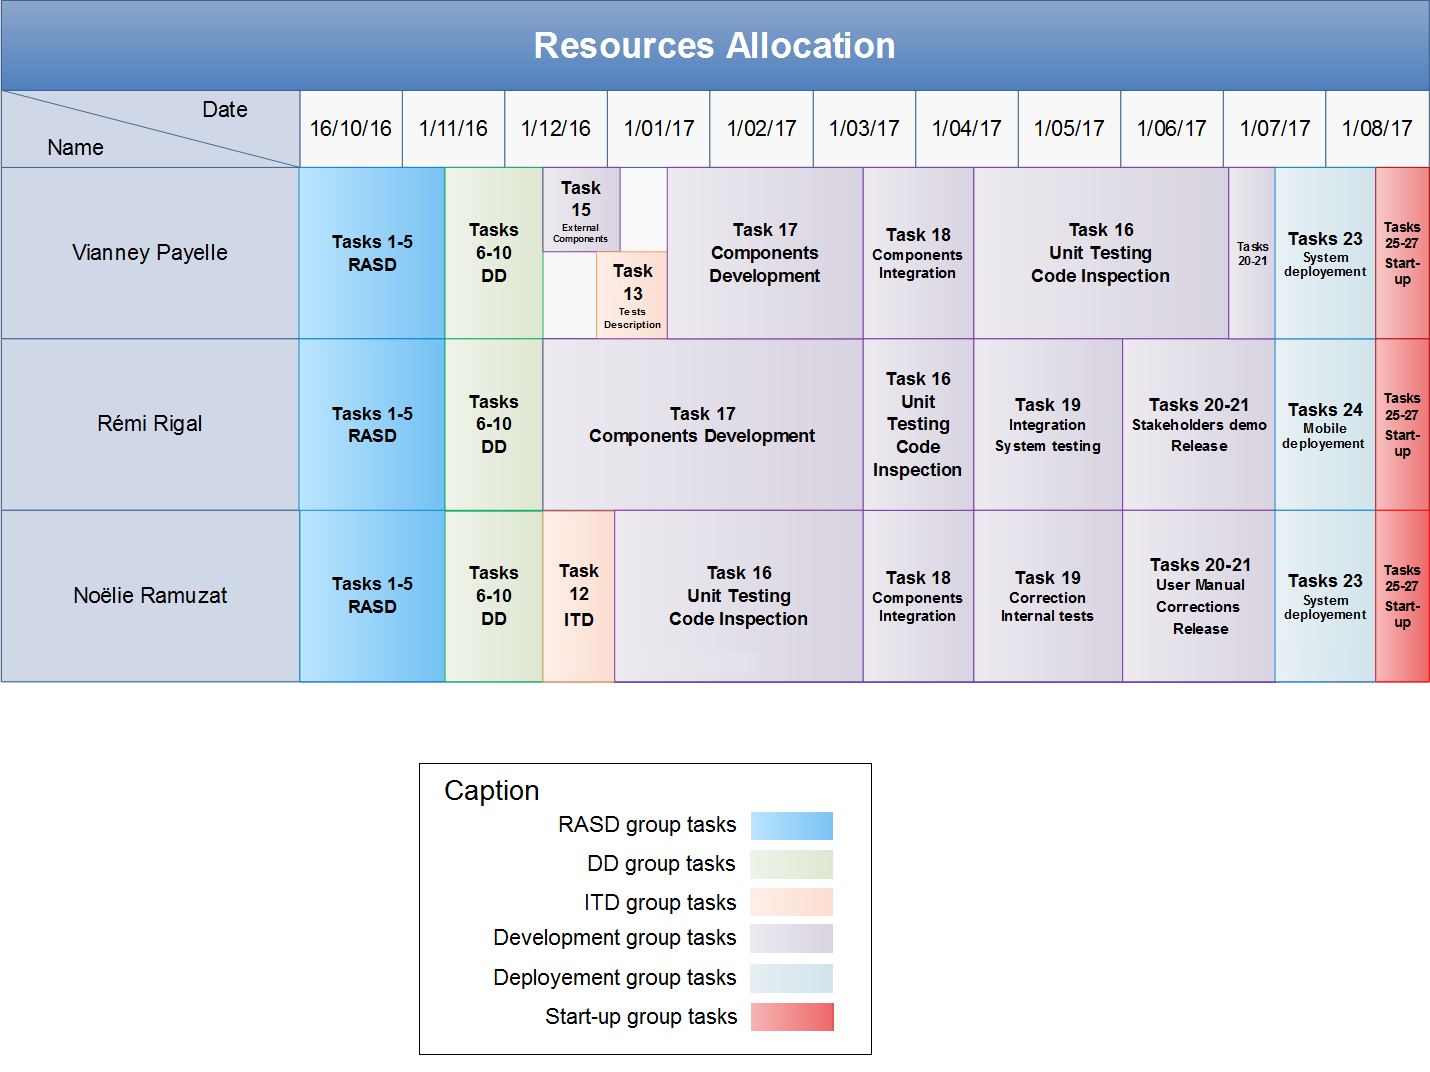 Resources Allocation
Date
Name
16/10/16
1/11/16
1/12/16
1/01/17
1/02/17
1/03/17
1/04/17
1/05/17
1/06/17
1/07/17
1/08/17
Vianney Payelle
Tasks 1-5
RASD
Tasks
6-10
DD
Task
15
External
Components
Task
13
Tests
Description
Task 17
Components
Development
Task 18
Components
Integration
Task 16
Unit Testing
Code Inspection
Tasks
20-21
Tasks 23
System
deployement
Tasks
25-27
Start-
up
Rémi Rigal
Tasks 1-5
RASD
Tasks
6-10
DD
Task 17
Components Development
Task 16
Unit
Testing
Code
Inspection
Task 19
Integration
System testing
Tasks 20-21
Stakeholders demo
Release
Tasks 24
Mobile
deployement
Tasks
25-27
Start-
up
Noëlie Ramuzat
Tasks 1-5
RASD
Tasks
6-10
DD
Task
12
ITD
Task 16
Unit Testing
Code Inspection
Task 18
Components
Integration
Task 19
Correction
Internal tests
Tasks 20-21
User Manual
Corrections
Release
Tasks 23
System
deployement
Tasks
25-27
Start-
up
Caption
RASD group tasks
DD group tasks
ITD group tasks
Development group tasks
Deployement group tasks
Start-up group tasks